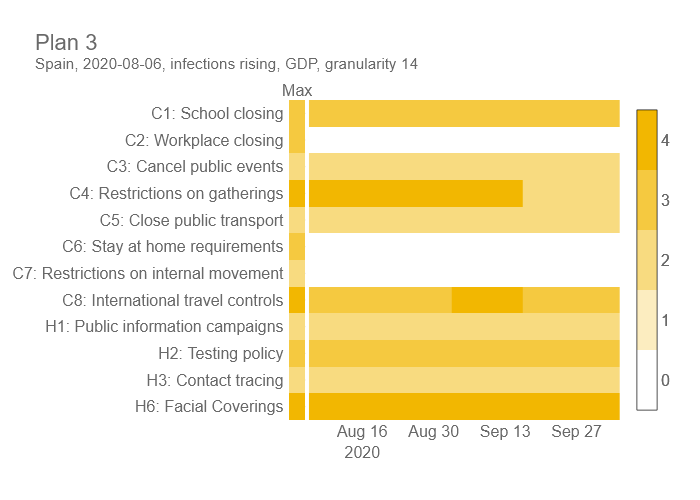 Plan 3
Spain, 2020-08-06, infections rising, GDP, granularity 14
Max
C1: School closing
C2: Workplace closing
C3: Cancel public events
C4: Restrictions on gatherings
C5: Close public transport
C6: Stay at home requirements
C7: Restrictions on internal movement
C8: International travel controls
H1: Public information campaigns
H2: Testing policy
H3: Contact tracing
H6: Facial Coverings
Aug 16 Aug 30 Sep 13 Sep 27
2020
4
3
2
1
0